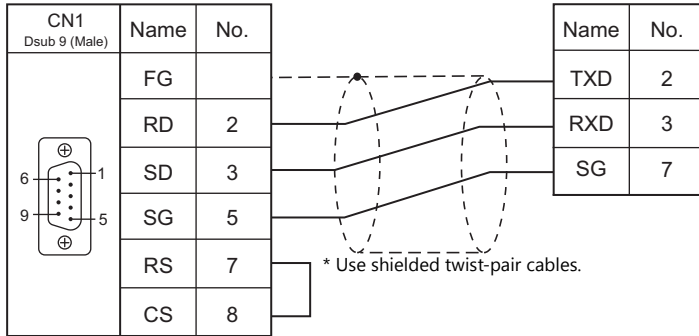 CN1
Dsub 9 (Male)
Name No.
FG
RD 2
SD 3
SG 5
RS 7
CS 8
6
1
9
5
Name No.
TXD 2
RXD 3
SG 7
* Use shielded twist-pair cables.